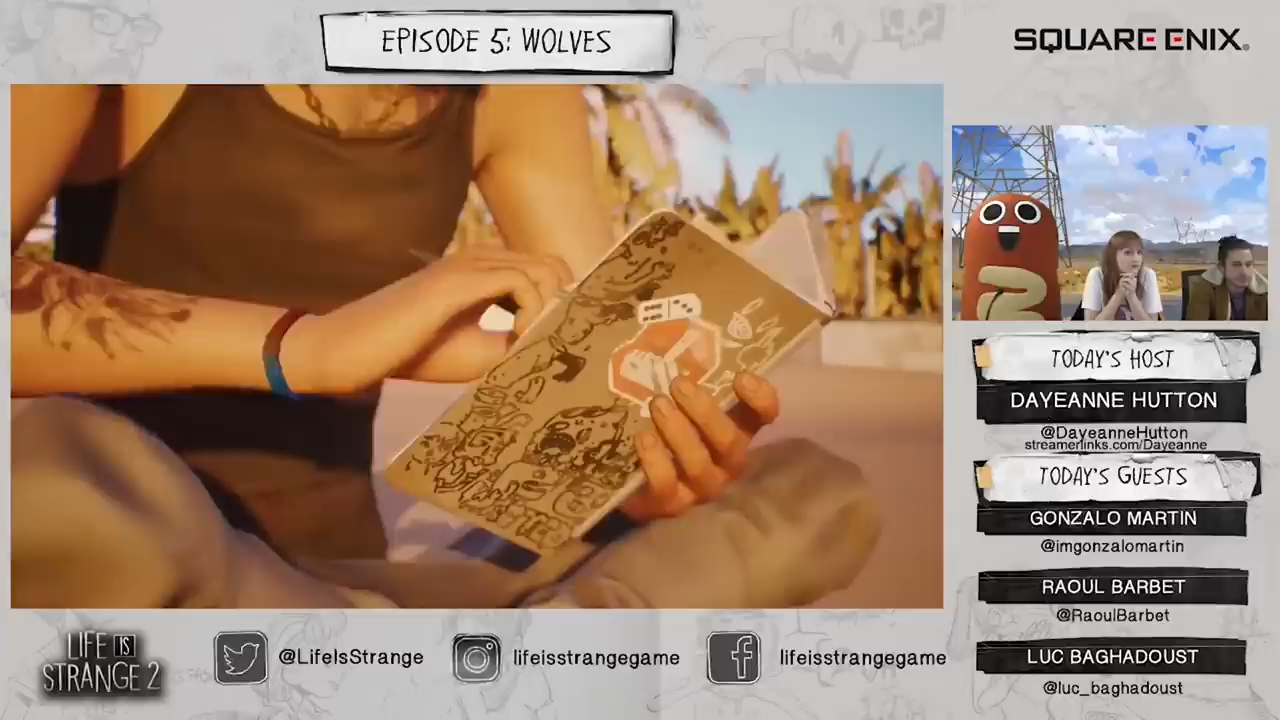 EPISODE 5: WOLVES
SQUARE ENIX
TODAY'S HOST
DAYEANNE HUTTON
@DayeanneHutton
streamerlinks.com/Dayeanne
TODAY'S GUESTS
GONZALO MARTIN
@imgonzalomartin
RAOUL BARBET
@RaoulBarbet
LUC BAGHADOUST
@luc_baghadoust
LIFE IS
STRANGE 2
@LifeIsStrange
lifeisstrangegame
lifeisstrangegame